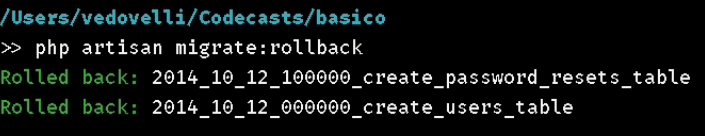 /Users/vedovelli/Codecasts/basico
>> php artisan migrate:rollback
Rolled back: 2014_10_12_100000_create_password_resets_table
Rolled back: 2014_10_12_000000_create_users_table